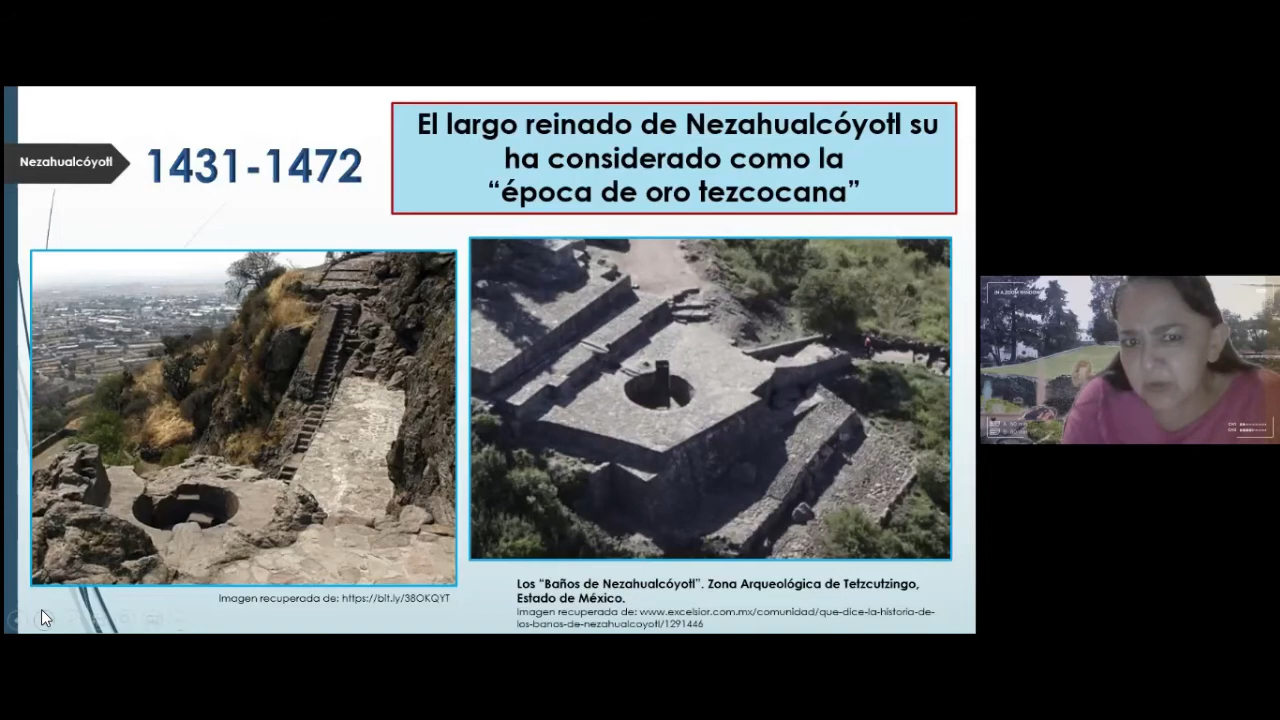 Nezahualcóyotl
1431-1472
El largo reinado de Nezahualcóyotl su
ha considerado como la
“época de oro tezcocana”
Imagen recuperada de: https://bit.ly/38OKQYT
Los “Baños de Nezahualcóyotl”. Zona Arqueológica de Tetzcutzingo,
Estado de México.
Imagen recuperada de: www.excelsior.com.mx/comunidad/que-dice-la-historia-de-
los-banos-de-nezahualcoyotl/1291446